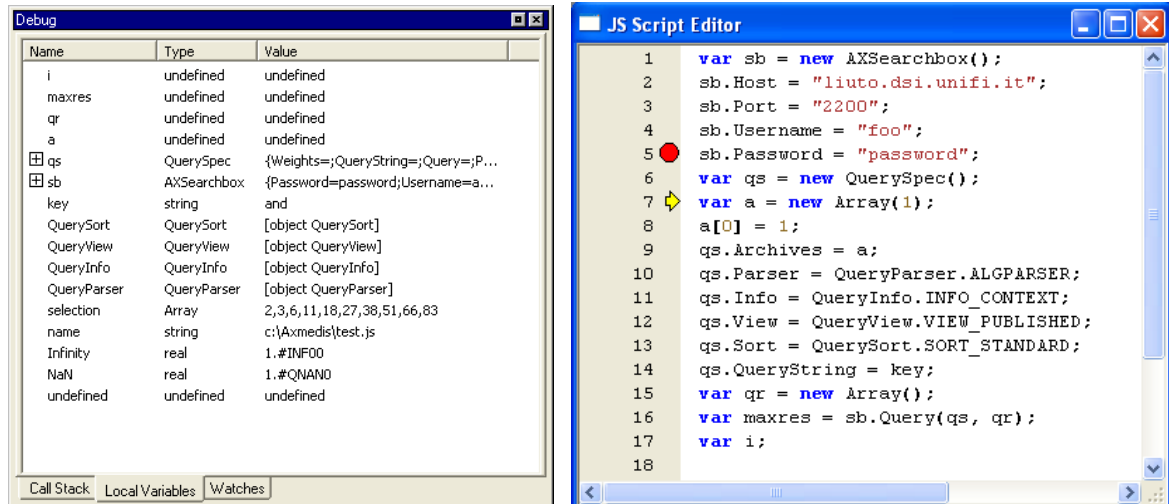 Debug
Name Type Value
i undefined undefined
maxres undefined undefined
qr undefined undefined
a undefined undefined
qs QuerySpec {Weights=;QueryString=;Query=;P...
sb AXSearchbox {Password=password;Username=a...
key string and
QuerySort QuerySort [object QuerySort]
QueryView QueryView [object QueryView]
QueryInfo QueryInfo [object QueryInfo]
QueryParser QueryParser [object QueryParser]
selection Array 2,3,6,11,18,27,38,51,66,83
name string c:\Axmedis\test.js
Infinity real 1.#INF00
NaN real 1.#QNAN0
undefined undefined undefined
Call Stack Local Variables Watches
JS Script Editor
1 var sb = new AXSearchbox();
2 sb.Host = "liuto.dsi.unifi.it";
3 sb.Port = "2200";
4 sb.Username = "foo";
5 sb.Password = "password";
6 var qs = new QuerySpec();
7 var a = new Array(1);
8 a[0] = 1;
9 qs.Archives = a;
10 qs.Parser = QueryParser.ALGPARSER;
11 qs.Info = QueryInfo.INFO_CONTEXT;
12 qs.View = QueryView.VIEW_PUBLISHED;
13 qs.Sort = QuerySort.SORT_STANDARD;
14 qs.QueryString = key;
15 var qr = new Array();
16 var maxres = sb.Query(qs, qr);
17 var i;
18